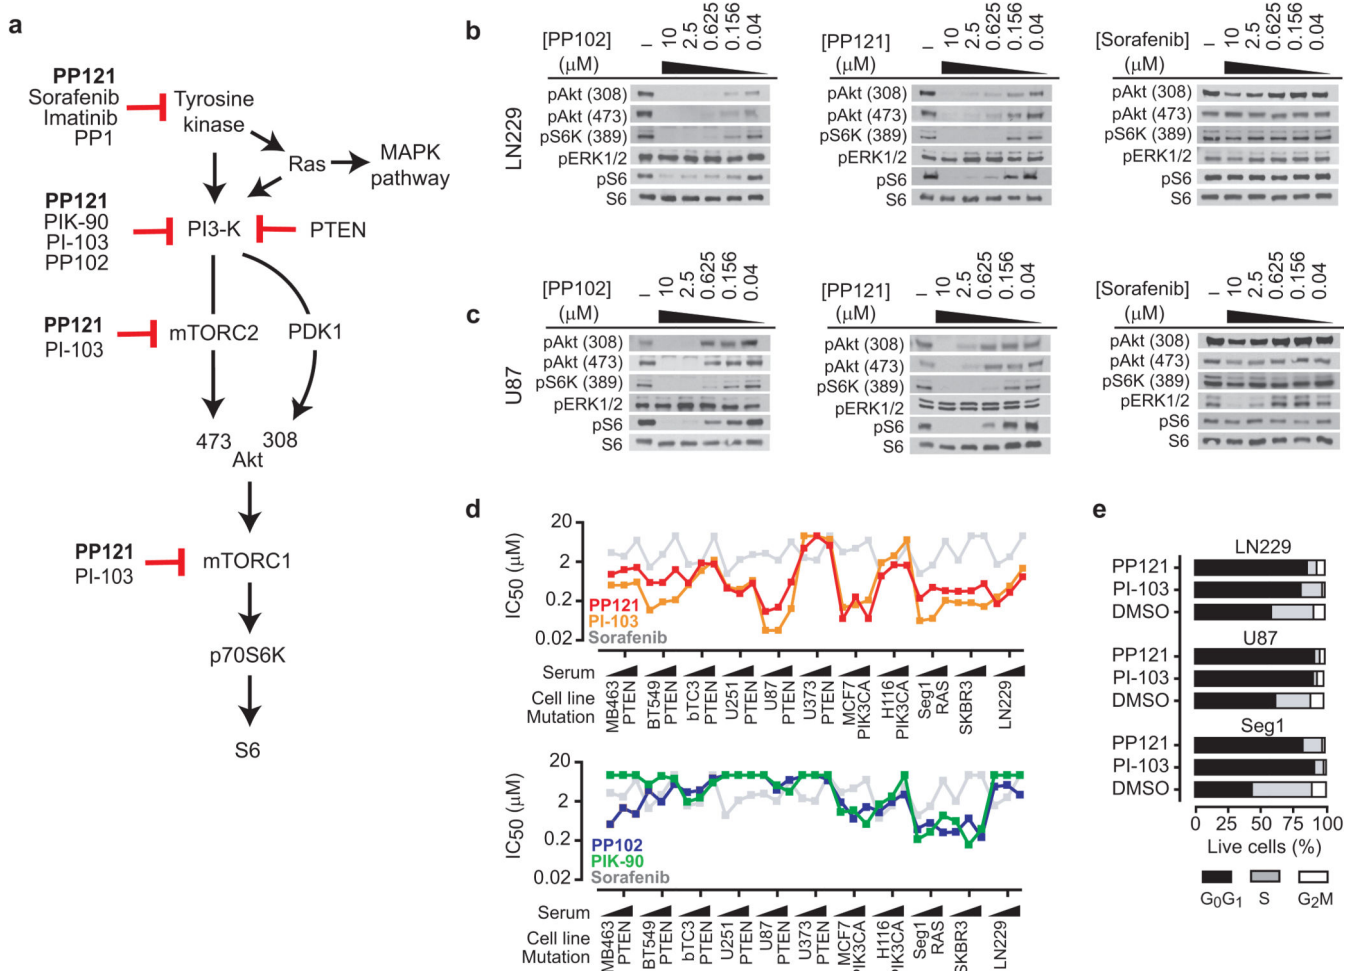 a
PP121
Sorafenib
Imatinib
PP1
Tyrosine
kinase
Ras
MAPK
pathway
PP121
PIK-90
PI-103
PP102
PI3-K
PTEN
PP121
PI-103
mTORC2
PDK1
473
308
Akt
PP121
PI-103
mTORC1
p70S6K
S6
b
LN229
[PP102]
(μM)
– 10 2.5 0.625 0.156 0.04
pAkt (308)
pAkt (473)
pS6K (389)
pERK1/2
pS6
S6
[PP121]
(μM)
– 10 2.5 0.625 0.156 0.04
pAkt (308)
pAkt (473)
pS6K (389)
pERK1/2
pS6
S6
[Sorafenib]
(μM)
– 10 2.5 0.625 0.156 0.04
pAkt (308)
pAkt (473)
pS6K (389)
pERK1/2
pS6
S6
c
U87
[PP102]
(μM)
– 10 2.5 0.625 0.156 0.04
pAkt (308)
pAkt (473)
pS6K (389)
pERK1/2
pS6
S6
[PP121]
(μM)
– 10 2.5 0.625 0.156 0.04
pAkt (308)
pAkt (473)
pS6K (389)
pERK1/2
pS6
S6
[Sorafenib]
(μM)
– 10 2.5 0.625 0.156 0.04
pAkt (308)
pAkt (473)
pS6K (389)
pERK1/2
pS6
S6
d
IC50 (μM)
20
2
0.2
0.02
PP121
PI-103
Sorafenib
Serum
Cell line
Mutation
MB463
PTEN
BT549
PTEN
bTC3
PTEN
U251
PTEN
U87
PTEN
U373
PTEN
MCF7
PIK3CA
H116
PIK3CA
Seg1
RAS
SKBR3
LN229
IC50 (μM)
20
2
0.2
0.02
PP102
PIK-90
Sorafenib
Serum
Cell line
Mutation
MB463
PTEN
BT549
PTEN
bTC3
PTEN
U251
PTEN
U87
PTEN
U373
PTEN
MCF7
PIK3CA
H116
PIK3CA
Seg1
RAS
SKBR3
LN229
e
LN229
PP121
PI-103
DMSO
U87
PP121
PI-103
DMSO
Seg1
PP121
PI-103
DMSO
0 25 50 75 100
Live cells (%)
G0G1 S G2M